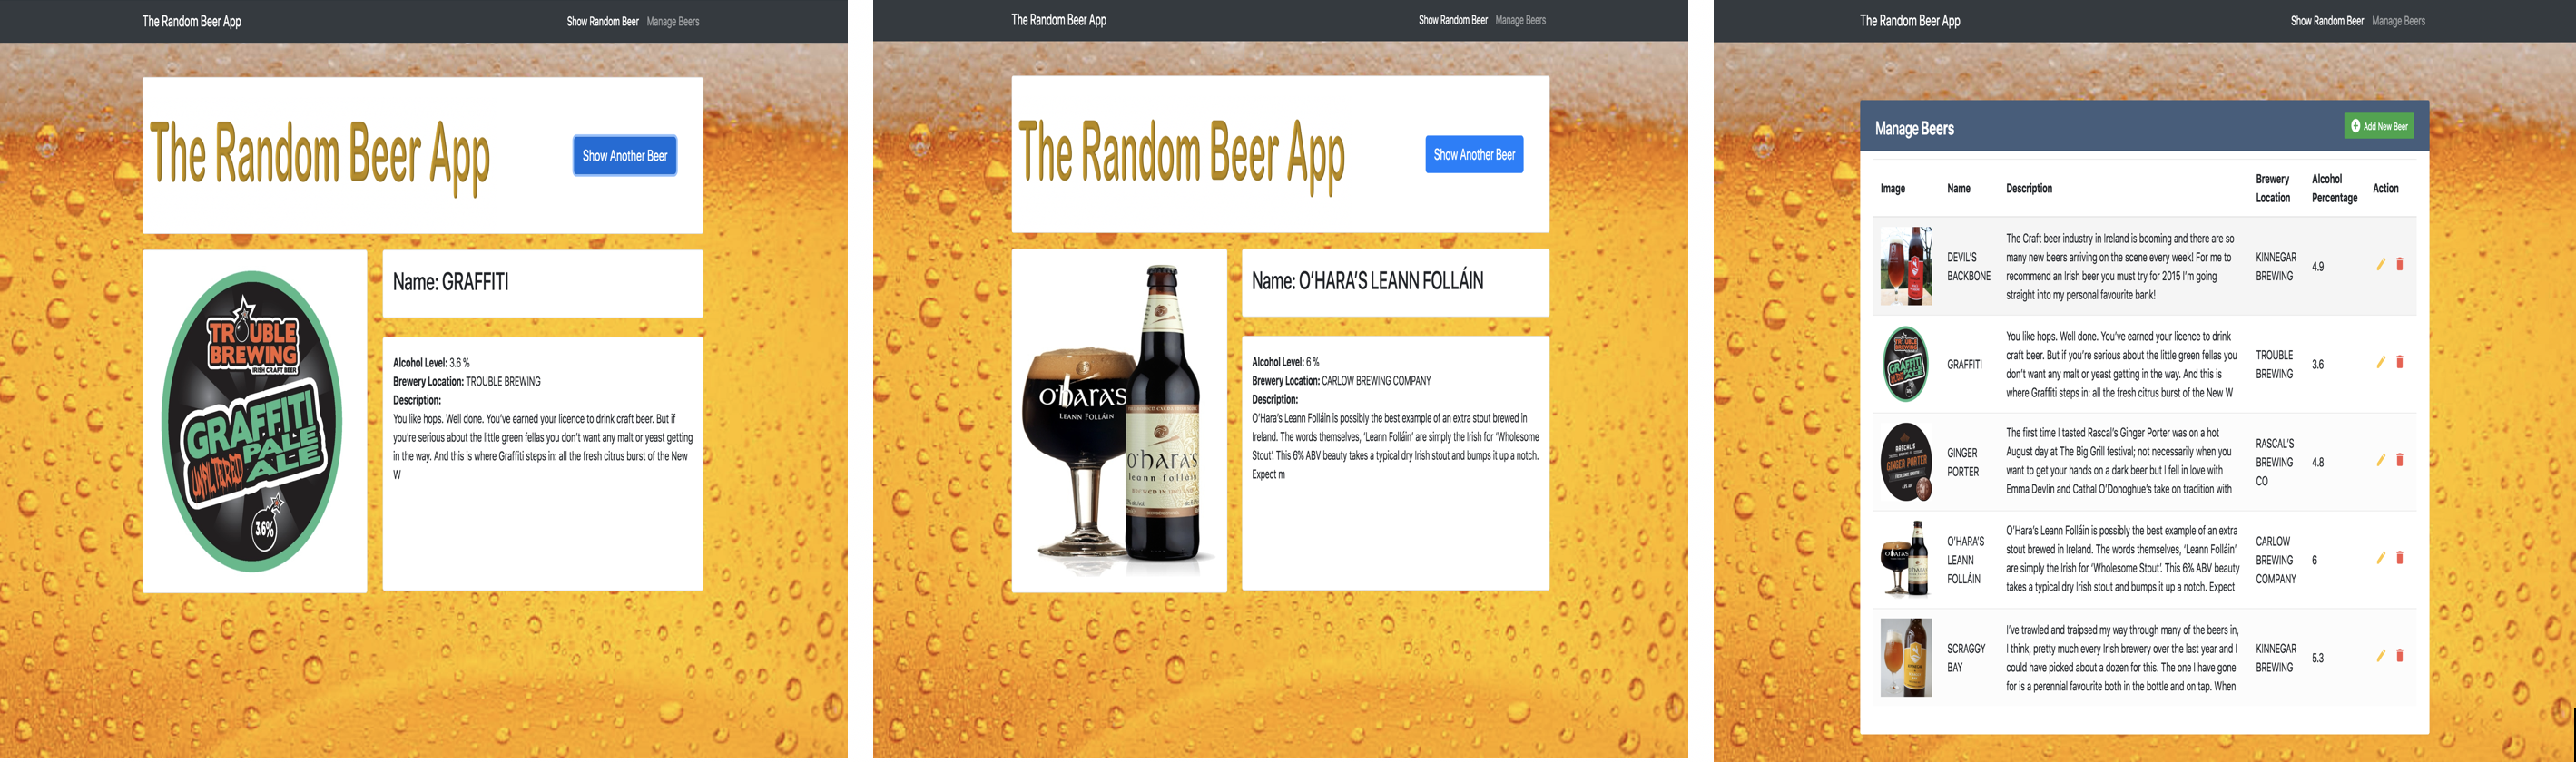 The Random Beer App
Show Random Beer Manage Beers
The Random Beer App
Show Another Beer
TROUBLE
BREWING
IRISH CRAFT BEER
GRAFFITI
UNFILTERED PALE
ALE
3.6%
Name: GRAFFITI
Alcohol Level: 3.6 %
Brewery Location: TROUBLE BREWING
Description:
You like hops. Well done. You've earned your licence to drink craft beer. But if
you're serious about the little green fellas you don't want any malt or yeast getting
in the way. And this is where Graffiti steps in: all the fresh citrus burst of the New
W
The Random Beer App
Show Random Beer Manage Beers
The Random Beer App
Show Another Beer
O'hara's
LEANN FOLLÁIN
O'hara's
leann folláin
Name: O'HARA'S LEANN FOLLÁIN
Alcohol Level: 6 %
Brewery Location: CARLOW BREWING COMPANY
Description:
O'Hara's Leann Folláin is possibly the best example of an extra stout brewed in
Ireland. The words themselves, 'Leann Folláin' are simply the Irish for 'Wholesome
Stout'. This 6% ABV beauty takes a typical dry Irish stout and bumps it up a notch.
Expect m
The Random Beer App
Show Random Beer Manage Beers
Manage Beers
Add New Beer
Image Name Description Brewery Location Alcohol Percentage Action
DEVIL'S
BACKBONE
The Craft beer industry in Ireland is booming and there are so
many new beers arriving on the scene every week! For me to
recommend an Irish beer you must try for 2015 I'm going
straight into my personal favourite bank!
KINNEGAR
BREWING
4.9
TROUBLE
BREWING
GRAFFITI
PALE
ALE
GRAFFITI
You like hops. Well done. You've earned your licence to drink
craft beer. But if you're serious about the little green fellas you
don't want any malt or yeast getting in the way. And this is
where Graffiti steps in: all the fresh citrus burst of the New W
TROUBLE
BREWING
3.6
RASCAL'S
GINGER PORTER
GINGER
PORTER
The first time I tasted Rascal's Ginger Porter was on a hot
August day at The Big Grill festival; not necessarily when you
want to get your hands on a dark beer but I fell in love with
Emma Devlin and Cathal O'Donoghue's take on tradition with
RASCAL'S
BREWING
CO
4.8
O'HARA'S
LEANN
FOLLÁIN
O'Hara's Leann Folláin is possibly the best example of an extra
stout brewed in Ireland. The words themselves, 'Leann Folláin'
are simply the Irish for 'Wholesome Stout'. This 6% ABV beauty
takes a typical dry Irish stout and bumps it up a notch. Expect
CARLOW
BREWING
COMPANY
6
SCRAGGY
BAY
I've trawled and traipsed my way through many of the beers in,
I think, pretty much every Irish brewery over the last year and I
could have picked about a dozen for this. The one I have gone
for is a perennial favourite both in the bottle and on tap. When
KINNEGAR
BREWING
5.3